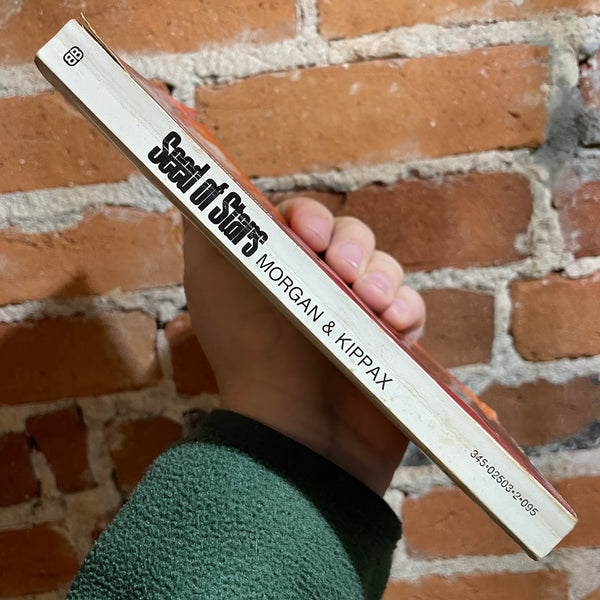 BB
Seed of Stars
MORGAN & KIPPAX
345•02503•2•095